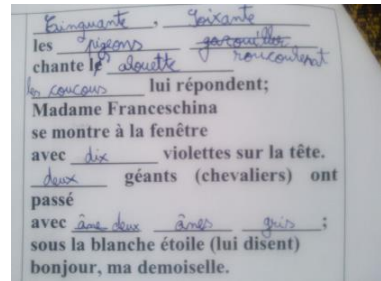 Cinquante, Soixante
les pigeons gazouiller roucoulent
chante les alouette
les coucous lui répondent;
Madame Franceschina
se montre à la fenêtre
avec dix violettes sur la tête.
deux géants (chevaliers) ont
passé
avec âne deux ânes gris;
sous la blanche étoile (lui disent)
bonjour, ma demoiselle.